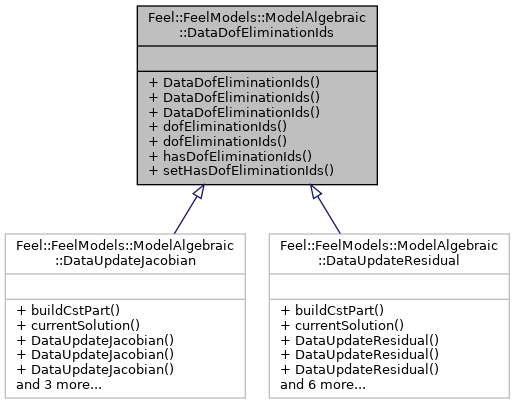 Feel::FeelModels::ModelAlgebraic
::DataDofEliminationIds
+ DataDofEliminationIds()
+ DataDofEliminationIds()
+ DataDofEliminationIds()
+ dofEliminationIds()
+ dofEliminationIds()
+ hasDofEliminationIds()
+ setHasDofEliminationIds()
Feel::FeelModels::ModelAlgebraic
::DataUpdateJacobian
+ buildCstPart()
+ currentSolution()
+ DataUpdateJacobian()
+ DataUpdateJacobian()
+ DataUpdateJacobian()
and 3 more...
Feel::FeelModels::ModelAlgebraic
::DataUpdateResidual
+ buildCstPart()
+ currentSolution()
+ DataUpdateResidual()
+ DataUpdateResidual()
+ DataUpdateResidual()
and 6 more...